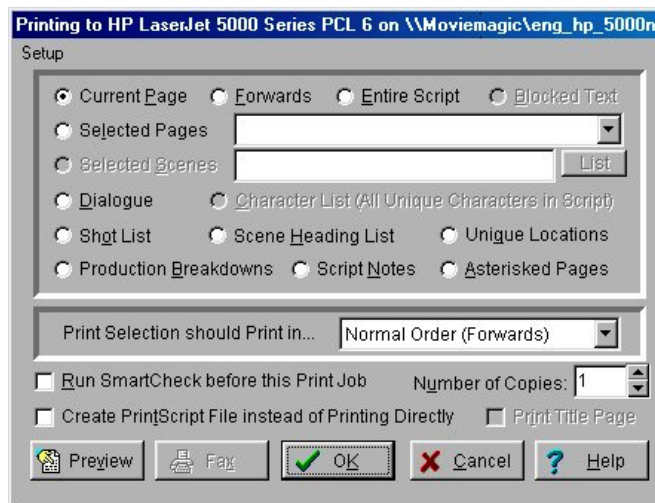 Printing to HP LaserJet 5000 Series PCL 6 on \\Moviemagic\eng_hp_5000n
Setup
Current Page Forwards Entire Script Blocked Text
Selected Pages
Selected Scenes List
Dialogue Character List (All Unique Characters in Script)
Shot List Scene Heading List Unique Locations
Production Breakdowns Script Notes Asterisked Pages
Print Selection should Print in... Normal Order (Forwards)
Run SmartCheck before this Print Job Number of Copies: 1
Create PrintScript File instead of Printing Directly Print Title Page
Preview Fax OK Cancel Help